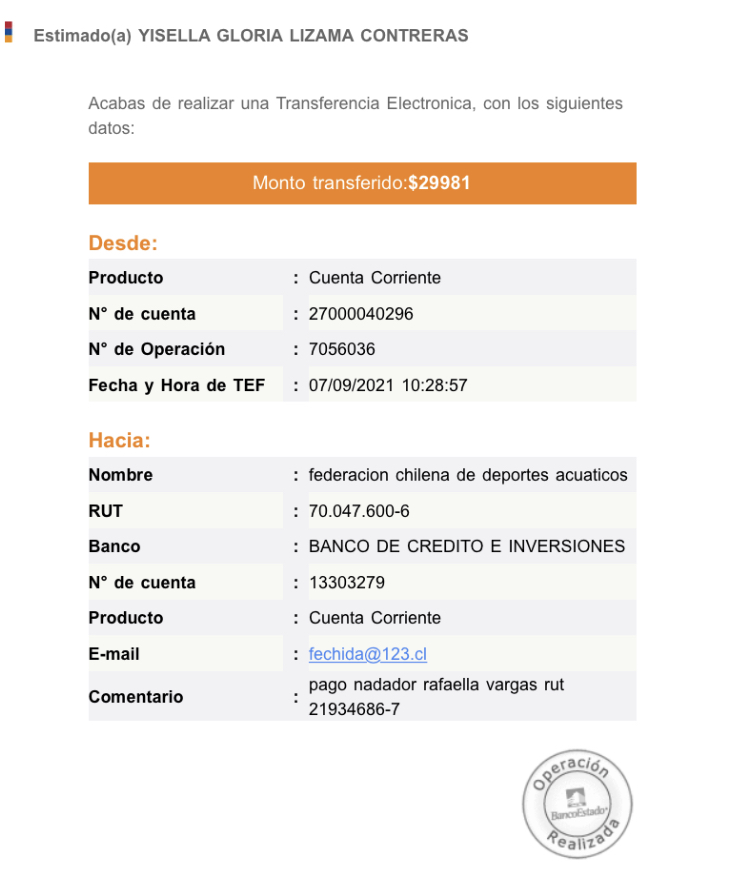 Estimado(a) YISELLA GLORIA LIZAMA CONTRERAS
Acabas de realizar una Transferencia Electronica, con los siguientes
datos:
Monto transferido:$29981
Desde:
Producto : Cuenta Corriente
N° de cuenta : 27000040296
N° de Operación : 7056036
Fecha y Hora de TEF : 07/09/2021 10:28:57
Hacia:
Nombre : federacion chilena de deportes acuaticos
RUT : 70.047.600-6
Banco : BANCO DE CREDITO E INVERSIONES
N° de cuenta : 13303279
Producto : Cuenta Corriente
E-mail : fechida@123.cl
Comentario : pago nadador rafaella vargas rut
21934686-7
Operación
BancoEstado
Realizada